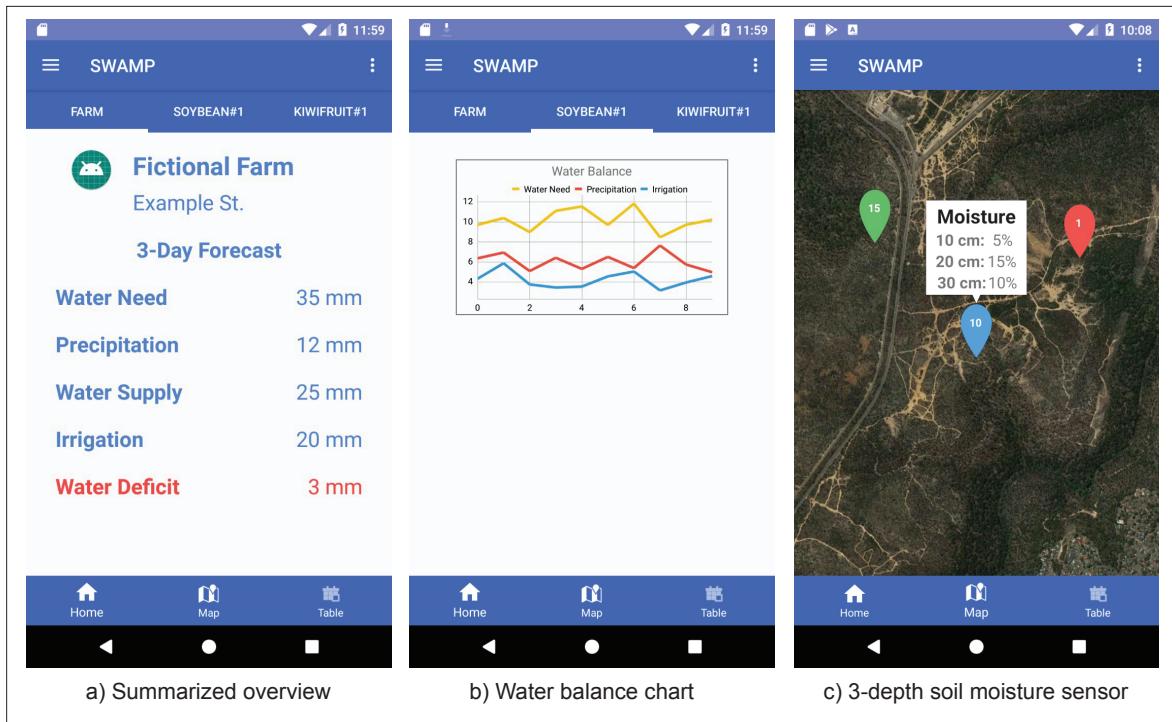 11:59
SWAMP
FARM SOYBEAN#1 KIWIFRUIT#1
Fictional Farm
Example St.
3-Day Forecast
Water Need 35 mm
Precipitation 12 mm
Water Supply 25 mm
Irrigation 20 mm
Water Deficit 3 mm
Home Map Table
a) Summarized overview
11:59
SWAMP
FARM SOYBEAN#1 KIWIFRUIT#1
Water Balance
Water Need Precipitation Irrigation
12
10
8
6
4
0 2 4 6 8
Home Map Table
b) Water balance chart
A 10:08
SWAMP
15
1
Moisture
10 cm: 5%
20 cm: 15%
30 cm: 10%
10
Home Map Table
c) 3-depth soil moisture sensor